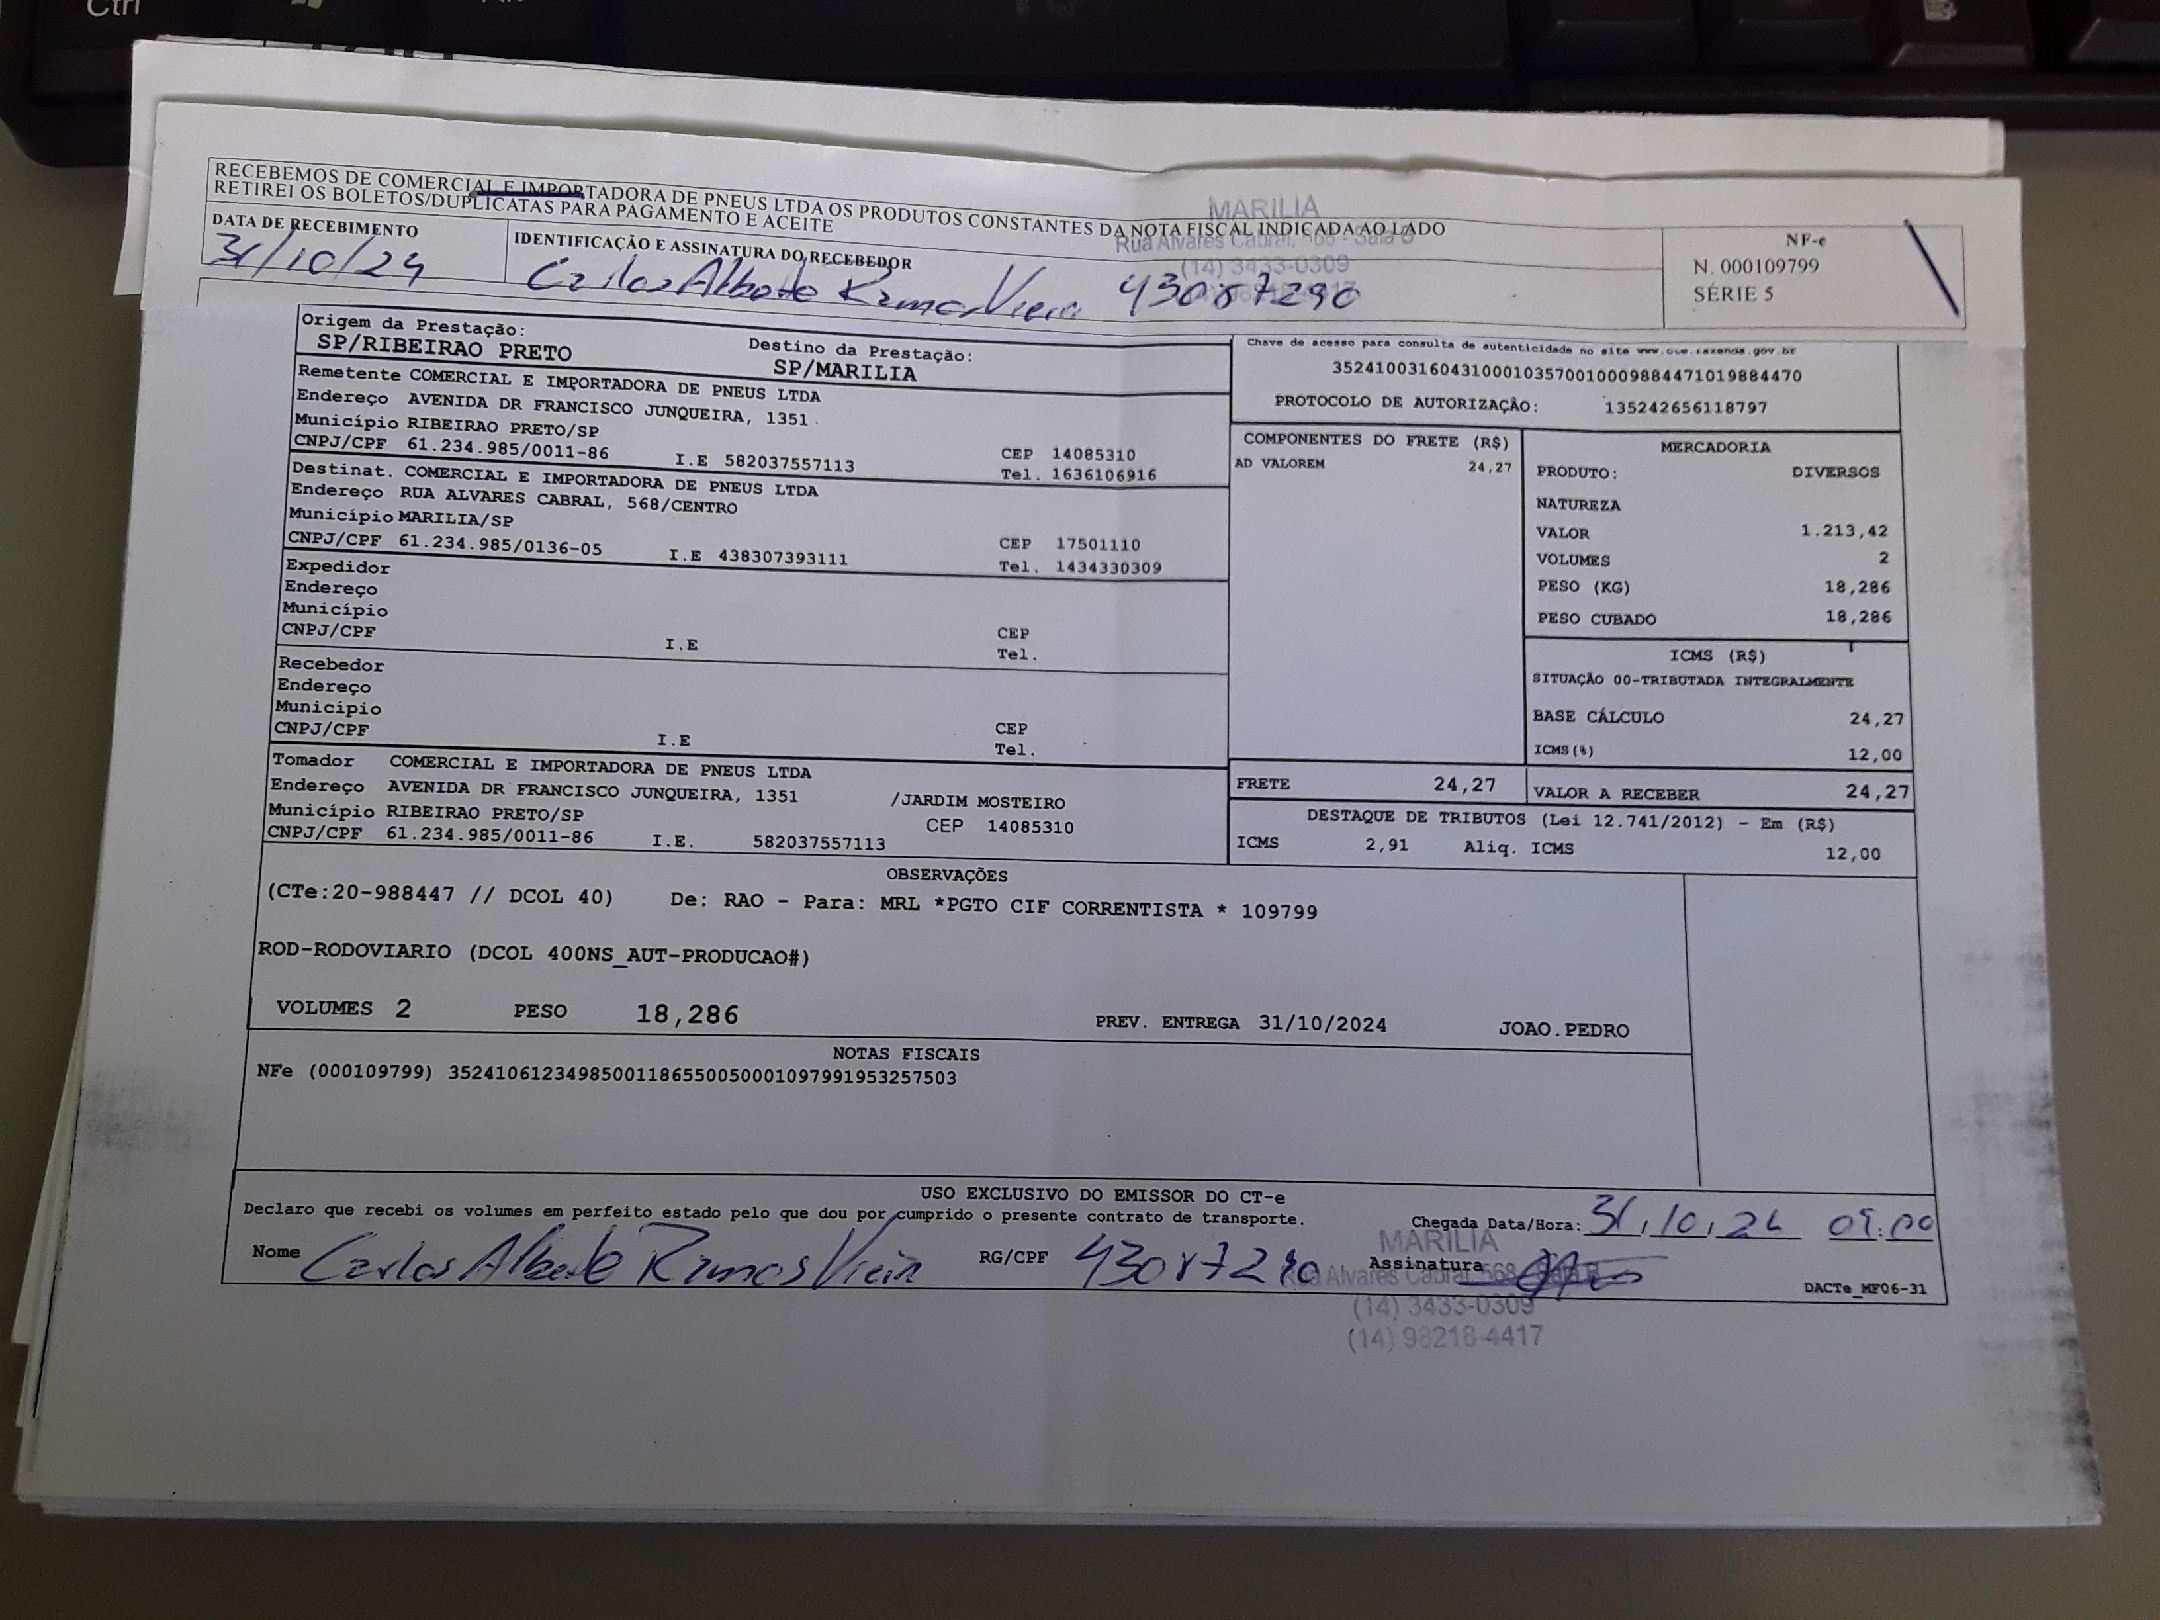 Ctrl
RECEBEMOS DE COMERCIAL E IMPORTADORA DE PNEUS LTDA OS PRODUTOS CONSTANTES DA NOTA FISCAL INDICADA AO LADO
RETIREI OS BOLETOS/DUPLICATAS PARA PAGAMENTO E ACEITE
MARILIA
Rua Alvares Cabral, 568 - Sala B
(14) 3433-0309
DATA DE RECEBIMENTO
31/10/24
IDENTIFICAÇÃO E ASSINATURA DO RECEBEDOR
Carlos Alberto Ramos Vieira 43087290
NF-e
N. 000109799
SÉRIE 5
Origem da Prestação:
SP/RIBEIRAO PRETO
Destino da Prestação:
SP/MARILIA
Remetente COMERCIAL E IMPORTADORA DE PNEUS LTDA
Endereço AVENIDA DR FRANCISCO JUNQUEIRA, 1351
Município RIBEIRAO PRETO/SP
CEP 14085310
CNPJ/CPF 61.234.985/0011-86 I.E 582037557113
Tel. 1636106916
Destinat. COMERCIAL E IMPORTADORA DE PNEUS LTDA
Endereço RUA ALVARES CABRAL, 568/CENTRO
Município MARILIA/SP
CEP 17501110
CNPJ/CPF 61.234.985/0136-05 I.E 438307393111
Tel. 1434330309
Expedidor
Endereço
Município
CEP
CNPJ/CPF I.E
Tel.
Recebedor
Endereço
Município
CEP
CNPJ/CPF I.E
Tel.
Tomador COMERCIAL E IMPORTADORA DE PNEUS LTDA
Endereço AVENIDA DR FRANCISCO JUNQUEIRA, 1351 /JARDIM MOSTEIRO
Município RIBEIRAO PRETO/SP CEP 14085310
CNPJ/CPF 61.234.985/0011-86 I.E. 582037557113
Chave de acesso para consulta de autenticidade no site www.cte.fazenda.gov.br
35241003160431000103570010009884471019884470
PROTOCOLO DE AUTORIZAÇÃO: 135242656118797
COMPONENTES DO FRETE (R$)
AD VALOREM 24,27
MERCADORIA
PRODUTO: DIVERSOS
NATUREZA
VALOR 1.213,42
VOLUMES 2
PESO (KG) 18,286
PESO CUBADO 18,286
ICMS (R$)
SITUAÇÃO 00-TRIBUTADA INTEGRALMENTE
BASE CÁLCULO 24,27
ICMS(%) 12,00
FRETE 24,27
VALOR A RECEBER 24,27
DESTAQUE DE TRIBUTOS (Lei 12.741/2012) - Em (R$)
ICMS 2,91 Aliq. ICMS 12,00
OBSERVAÇÕES
(CTe:20-988447 // DCOL 40) De: RAO - Para: MRL *PGTO CIF CORRENTISTA * 109799
ROD-RODOVIARIO (DCOL 400NS_AUT-PRODUCAO#)
VOLUMES 2 PESO 18,286 PREV. ENTREGA 31/10/2024 JOAO.PEDRO
NOTAS FISCAIS
NFe (000109799) 35241061234985001186550050001097991953257503
USO EXCLUSIVO DO EMISSOR DO CT-e
Declaro que recebi os volumes em perfeito estado pelo que dou por cumprido o presente contrato de transporte.
Chegada Data/Hora: 31,10,24 09:00
Nome Carlos Alberto Ramos Vieira RG/CPF 43087290 Assinatura
MARILIA
Rua Alvares Cabral, 568 - Sala B
(14) 3433-0309
(14) 98218-4417
DACTe_MF06-31